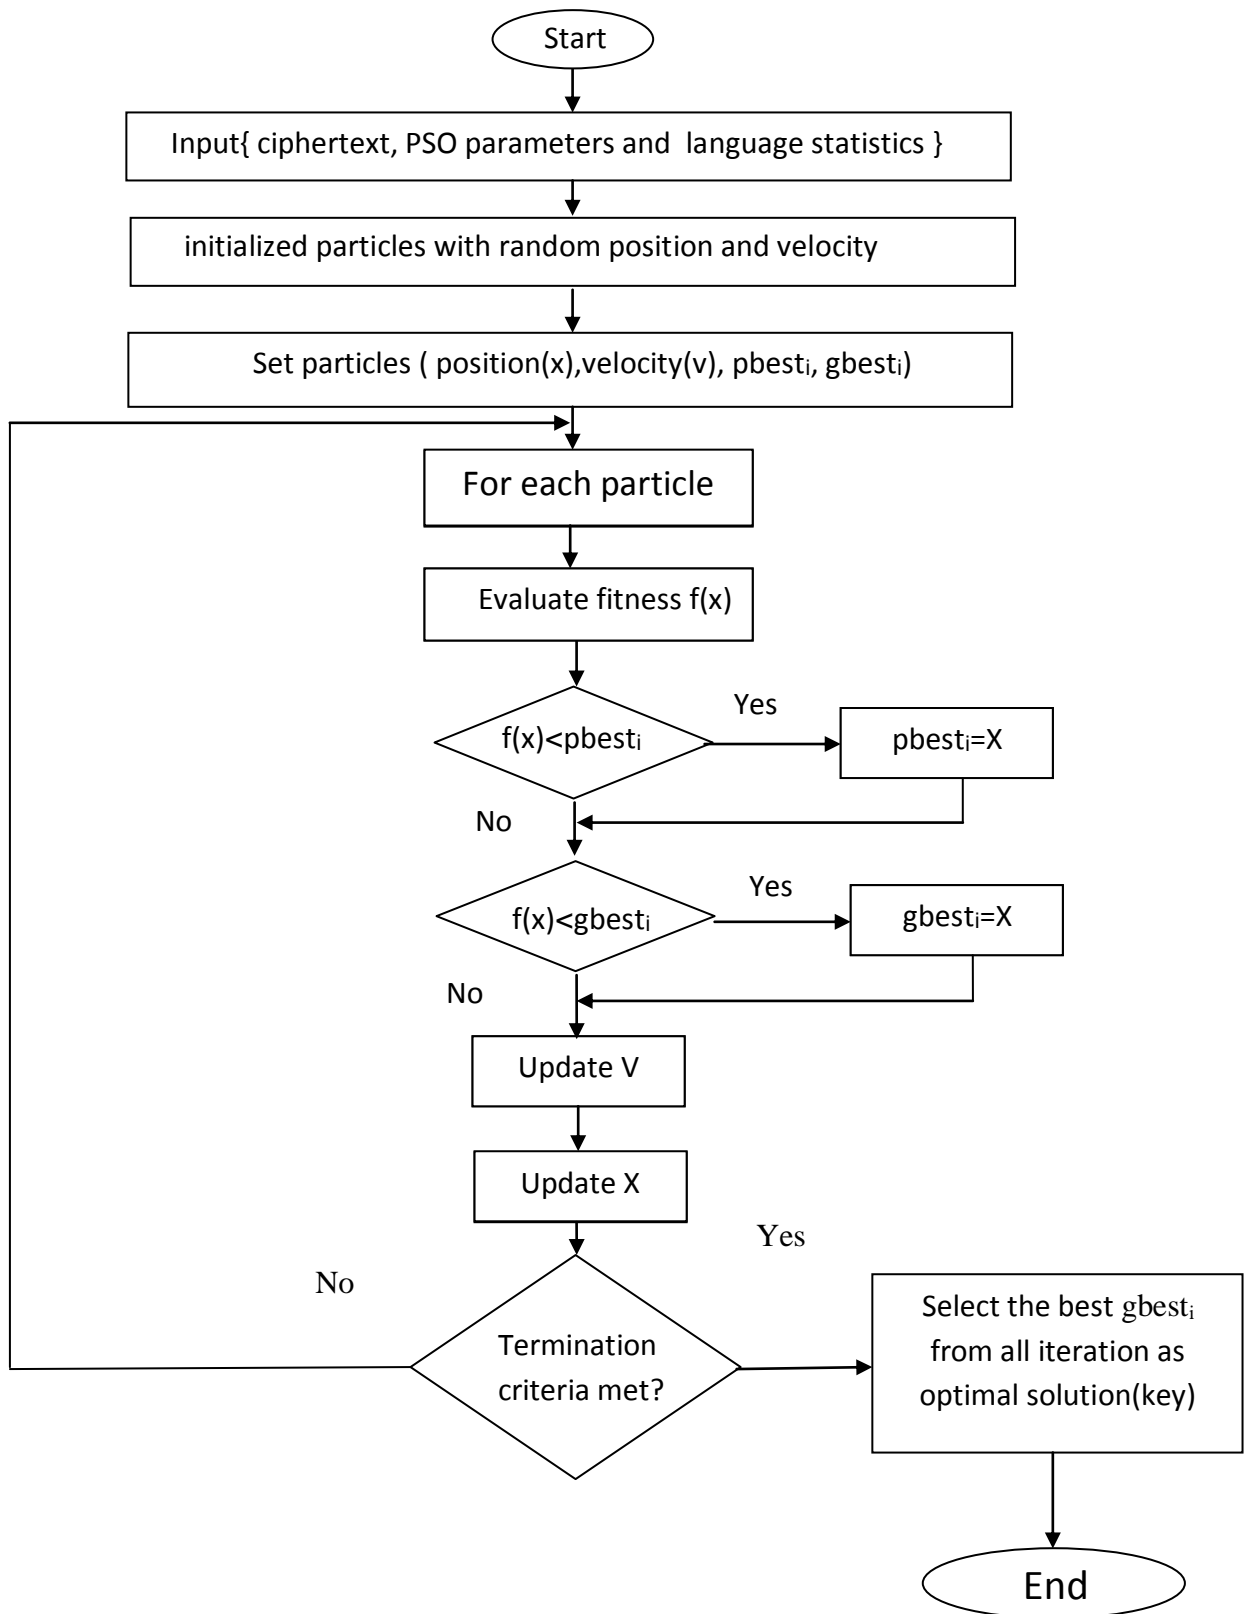 Start
Input{ ciphertext, PSO parameters and  language statistics }
initialized particles with random position and velocity
Set particles ( position(x),velocity(v), pbestᵢ, gbestᵢ)
For each particle
Evaluate fitness f(x)
Yes
f(x)<pbestᵢ
pbestᵢ=X
No
Yes
f(x)<gbestᵢ
gbestᵢ=X
No
Update V
Update X
Yes
No
Termination
criteria met?
Select the best gbestᵢ
from all iteration as
optimal solution(key)
End